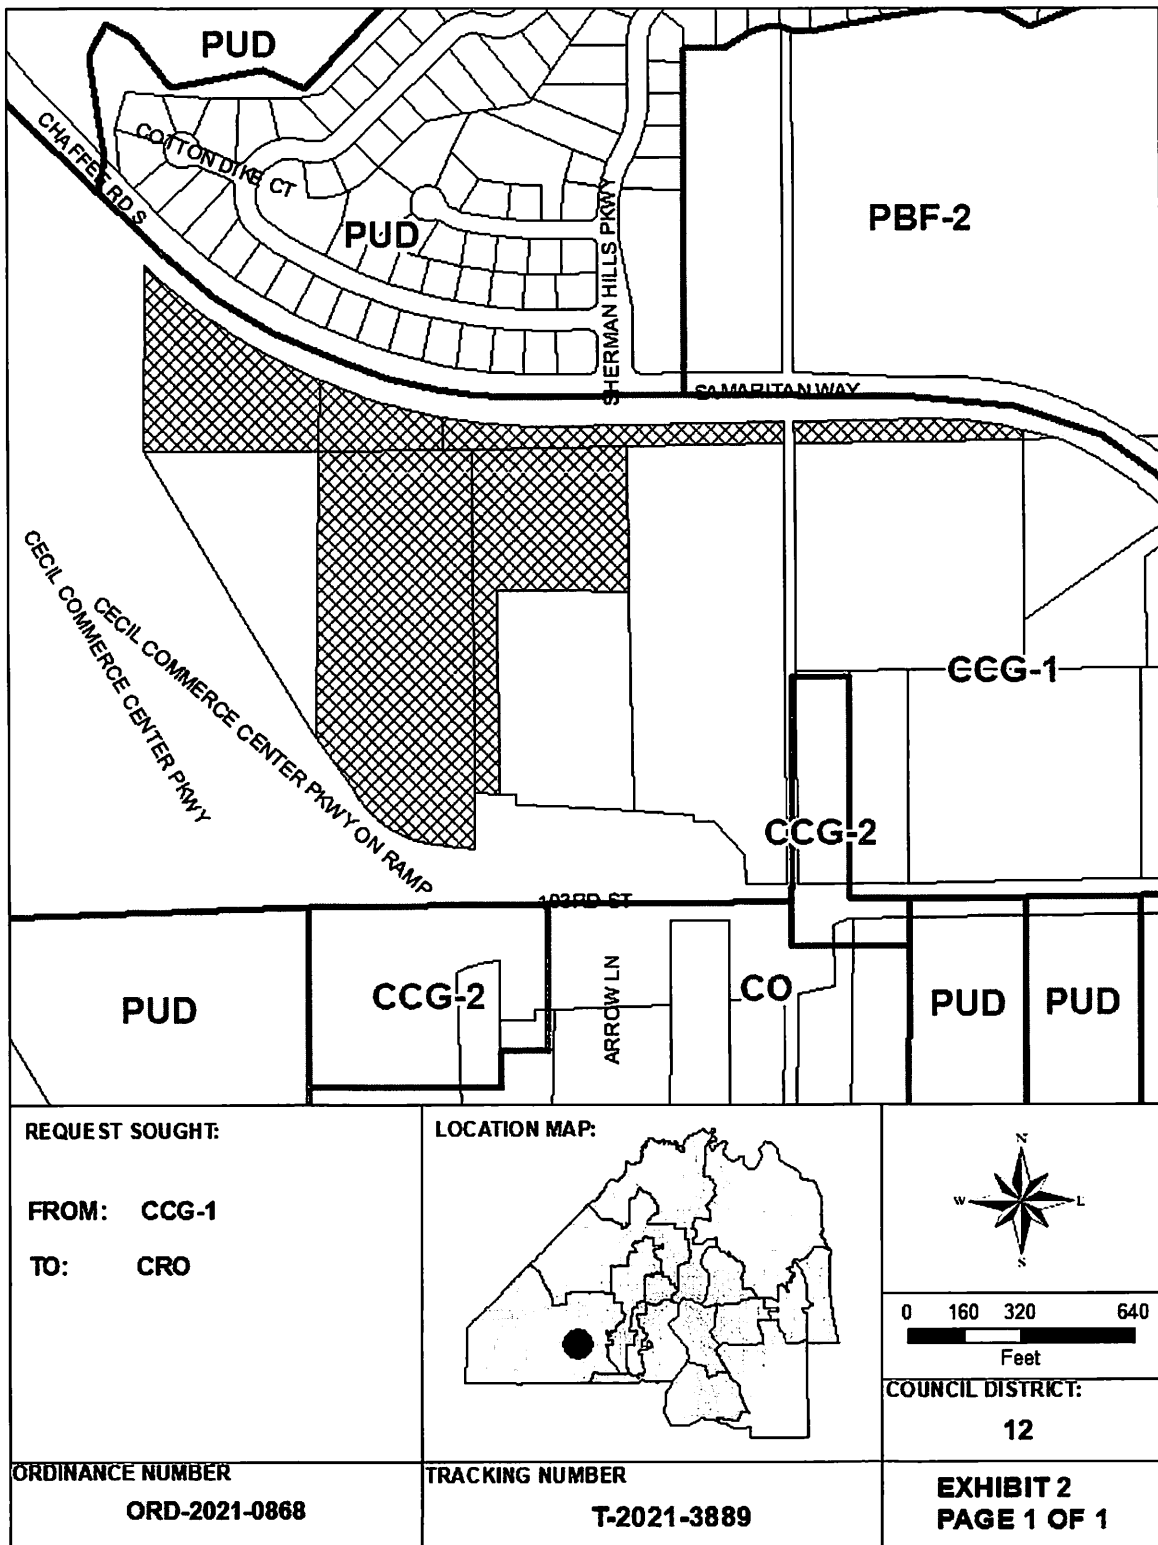 PUD
CHAFFEE RD S
COTTON DIKE CT
PUD
SHERMAN HILLS PKWY
PBF-2
SAMARITAN WAY
CECIL COMMERCE CENTER PKWY
CECIL COMMERCE CENTER PKWY ON RAMP
CCG-1
CCG-2
103RD ST
PUD
CCG-2
ARROW LN
CO
PUD
PUD
REQUEST SOUGHT:
FROM: CCG-1
TO: CRO
LOCATION MAP:
N
W
S
0 160 320 640
Feet
COUNCIL DISTRICT:
12
ORDINANCE NUMBER
ORD-2021-0868
TRACKING NUMBER
T-2021-3889
EXHIBIT 2
PAGE 1 OF 1